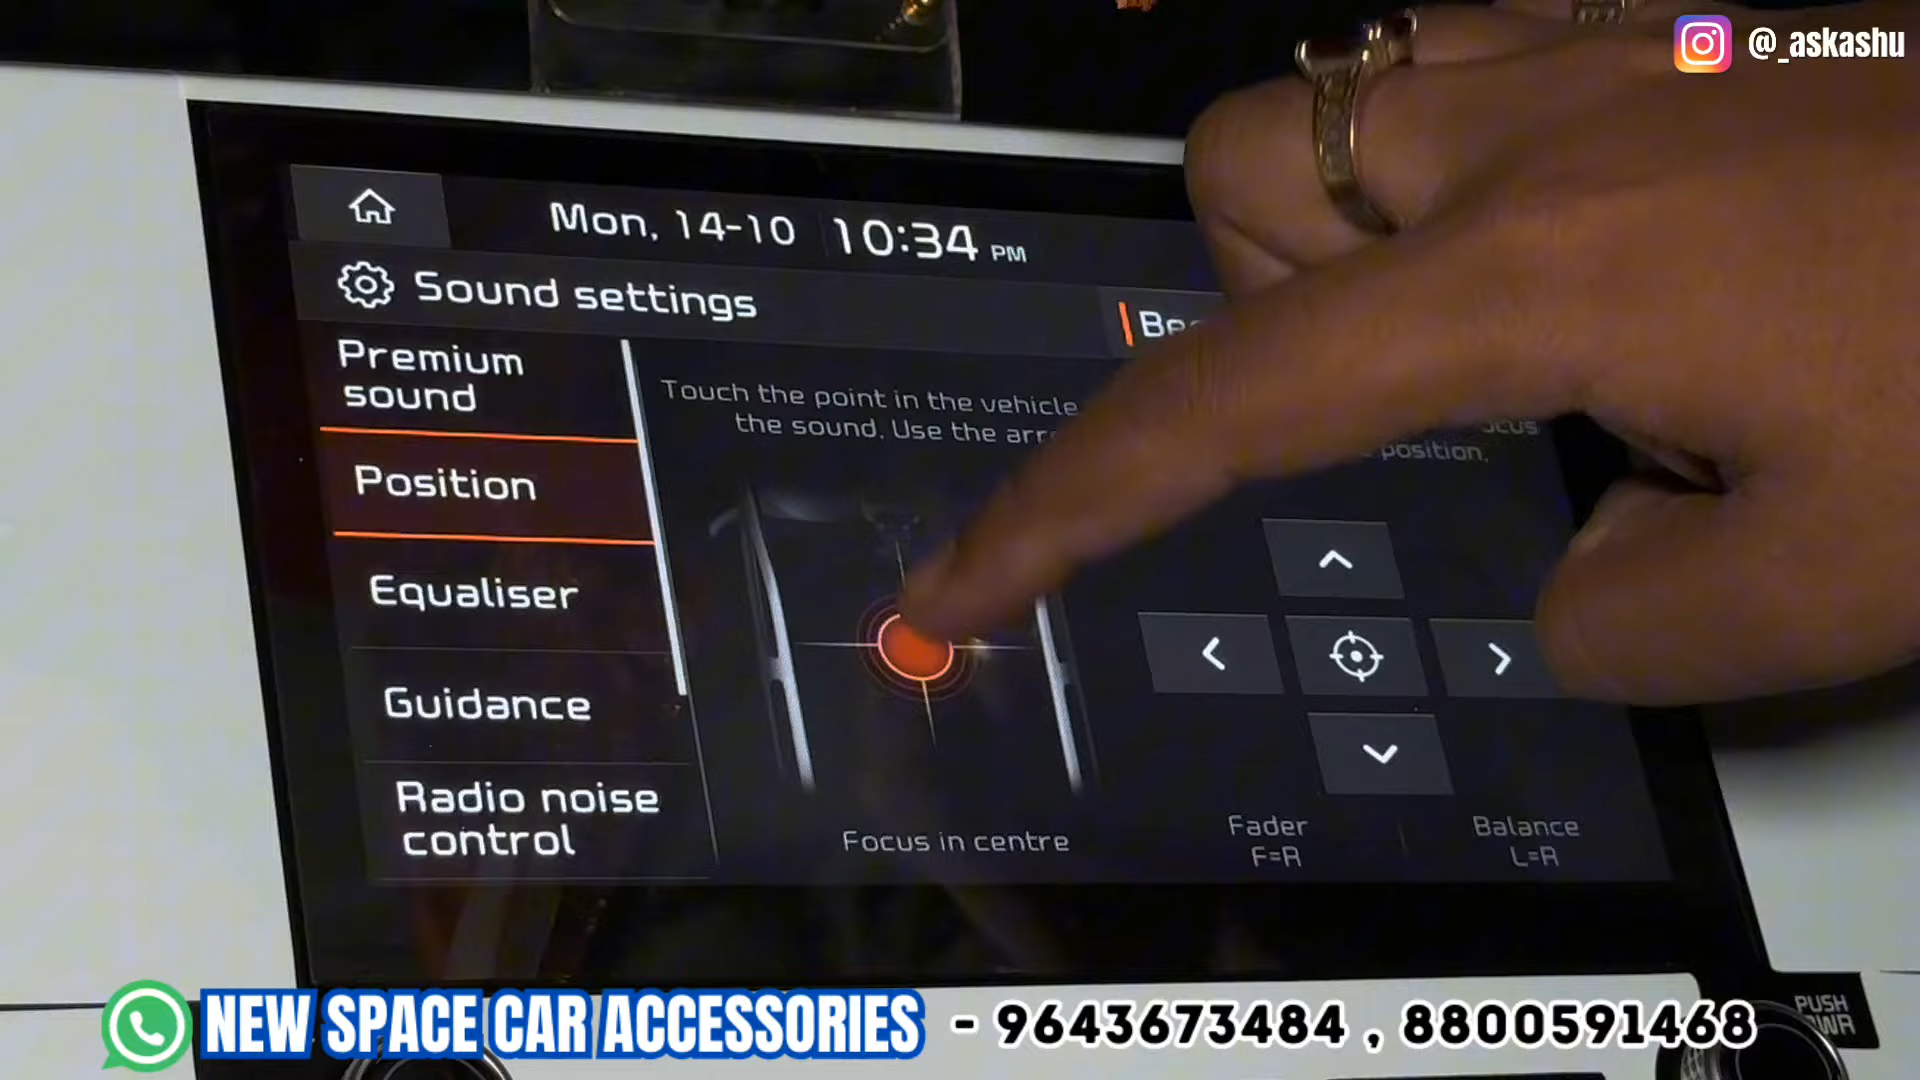 @_askashu
Mon, 14-10 10:34 PM
Sound settings
Premium
sound
Position
Equaliser
Guidance
Radio noise
control
Touch the point in the vehicle
the sound. Use the
position.
Focus in centre
Fader
F=R
Balance
L=R
PUSH
NEW SPACE CAR ACCESSORIES - 9643673484 , 8800591468